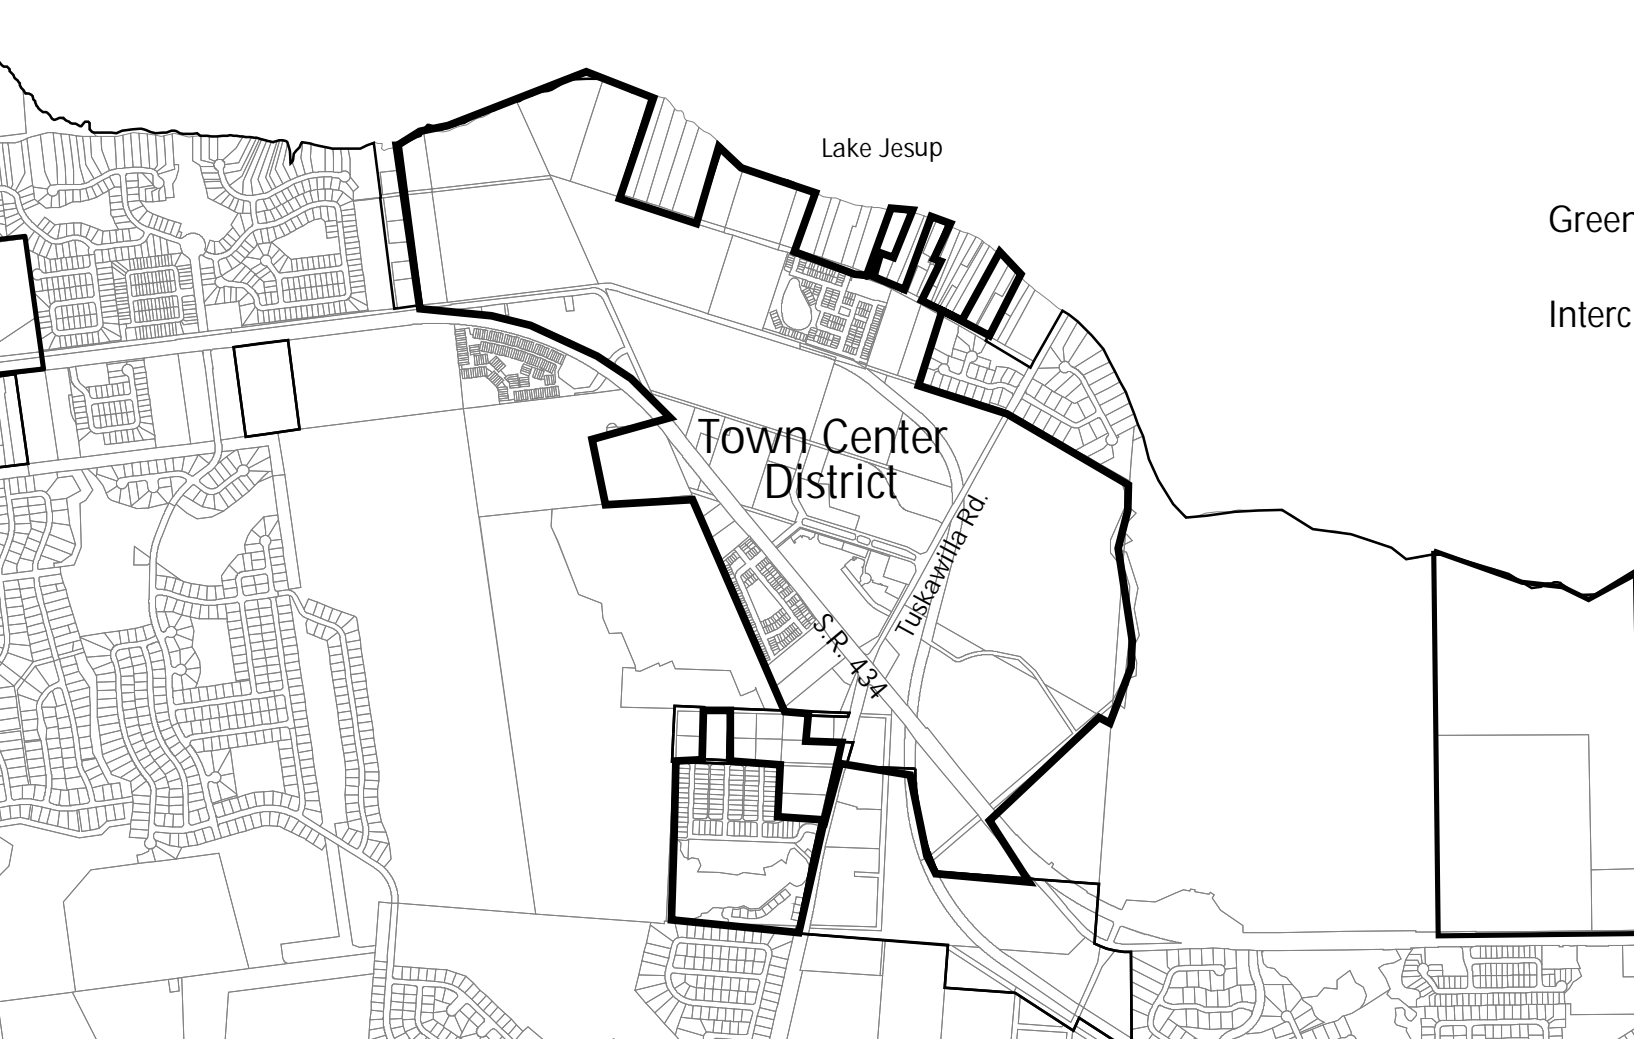 Lake Jesup
Green
Interc
Town Center
District
Tuskawilla Rd.
S.R. 434